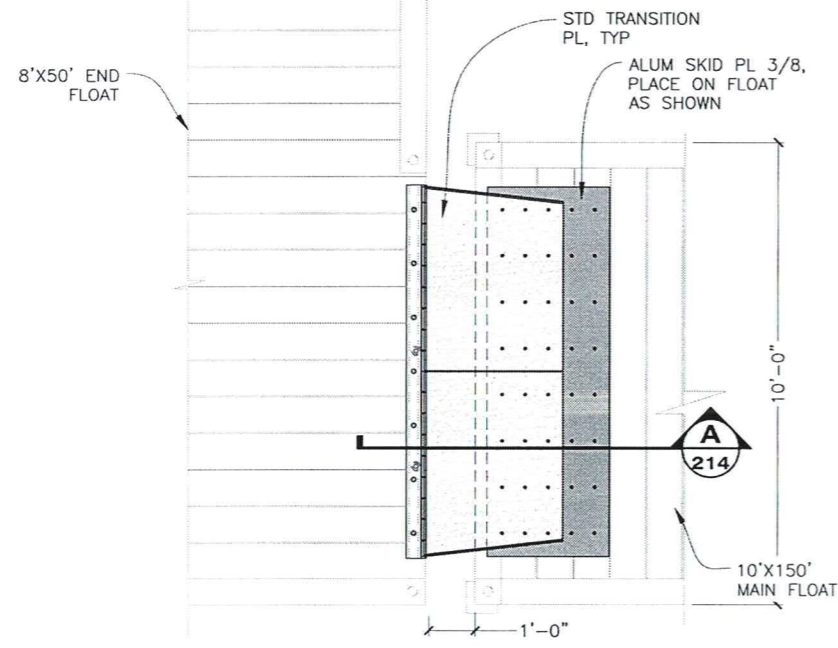 STD TRANSITION
PL, TYP
8'X50' END
FLOAT
ALUM SKID PL 3/8,
PLACE ON FLOAT
AS SHOWN
10'-0"
A
214
10'X150'
MAIN FLOAT
1'-0"